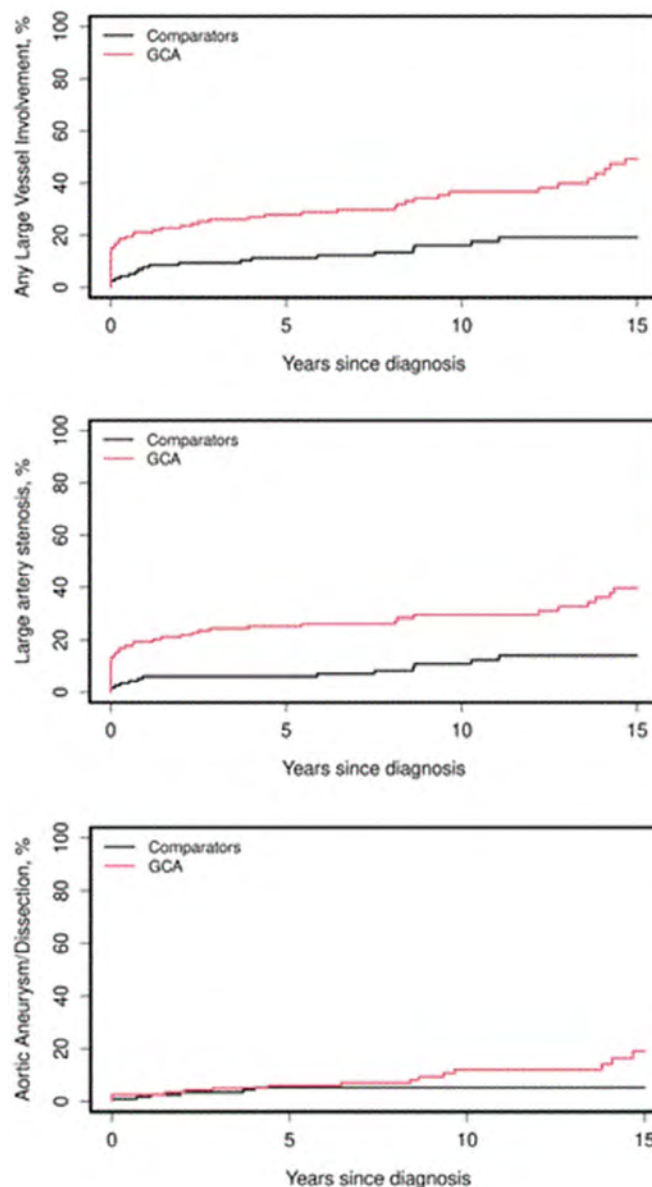 Comparators
GCA
Any Large Vessel Involvement, %
100
80
60
40
20
0
0 5 10 15
Years since diagnosis
Comparators
GCA
Large artery stenosis, %
100
80
60
40
20
0
0 5 10 15
Years since diagnosis
Comparators
GCA
Aortic Aneurysm/Dissection, %
100
80
60
40
20
0
0 5 10 15
Years since diagnosis